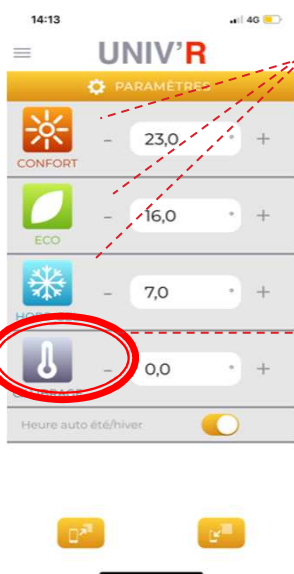 14:13
4G
UNIV'R
PARAMÈTRES
- 23,0 ° +
CONFORT
- 16,0 ° +
ECO
- 7,0 ° +
- 0,0 ° +
Heure auto été/hiver